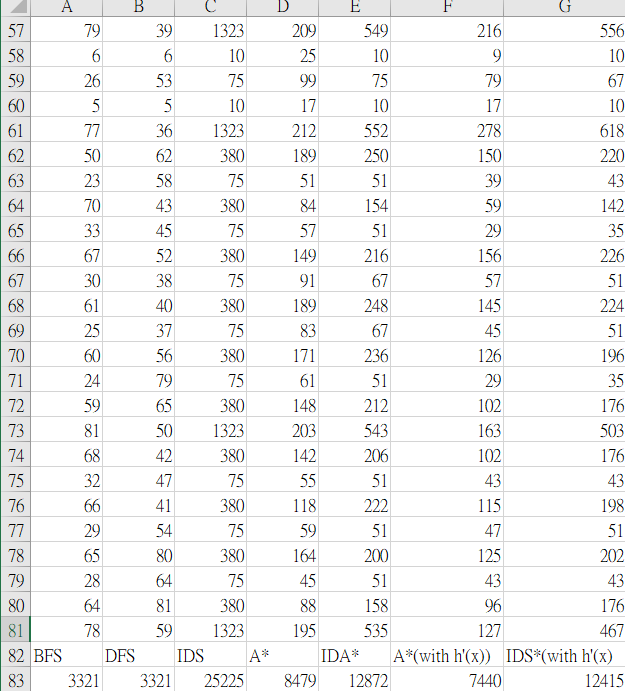 A B C D E F G
57 79 39 1323 209 549 216 556
58 6 6 10 25 10 9 10
59 26 53 75 99 75 79 67
60 5 5 10 17 10 17 10
61 77 36 1323 212 552 278 618
62 50 62 380 189 250 150 220
63 23 58 75 51 51 39 43
64 70 43 380 84 154 59 142
65 33 45 75 57 51 29 35
66 67 52 380 149 216 156 226
67 30 38 75 91 67 57 51
68 61 40 380 189 248 145 224
69 25 37 75 83 67 45 51
70 60 56 380 171 236 126 196
71 24 79 75 61 51 29 35
72 59 65 380 148 212 102 176
73 81 50 1323 203 543 163 503
74 68 42 380 142 206 102 176
75 32 47 75 55 51 43 43
76 66 41 380 118 222 115 198
77 29 54 75 59 51 47 51
78 65 80 380 164 200 125 202
79 28 64 75 45 51 43 43
80 64 81 380 88 158 96 176
81 78 59 1323 195 535 127 467
82 BFS DFS IDS A* IDA* A*(with h'(x)) IDS*(with h'(x)
83 3321 3321 25225 8479 12872 7440 12415